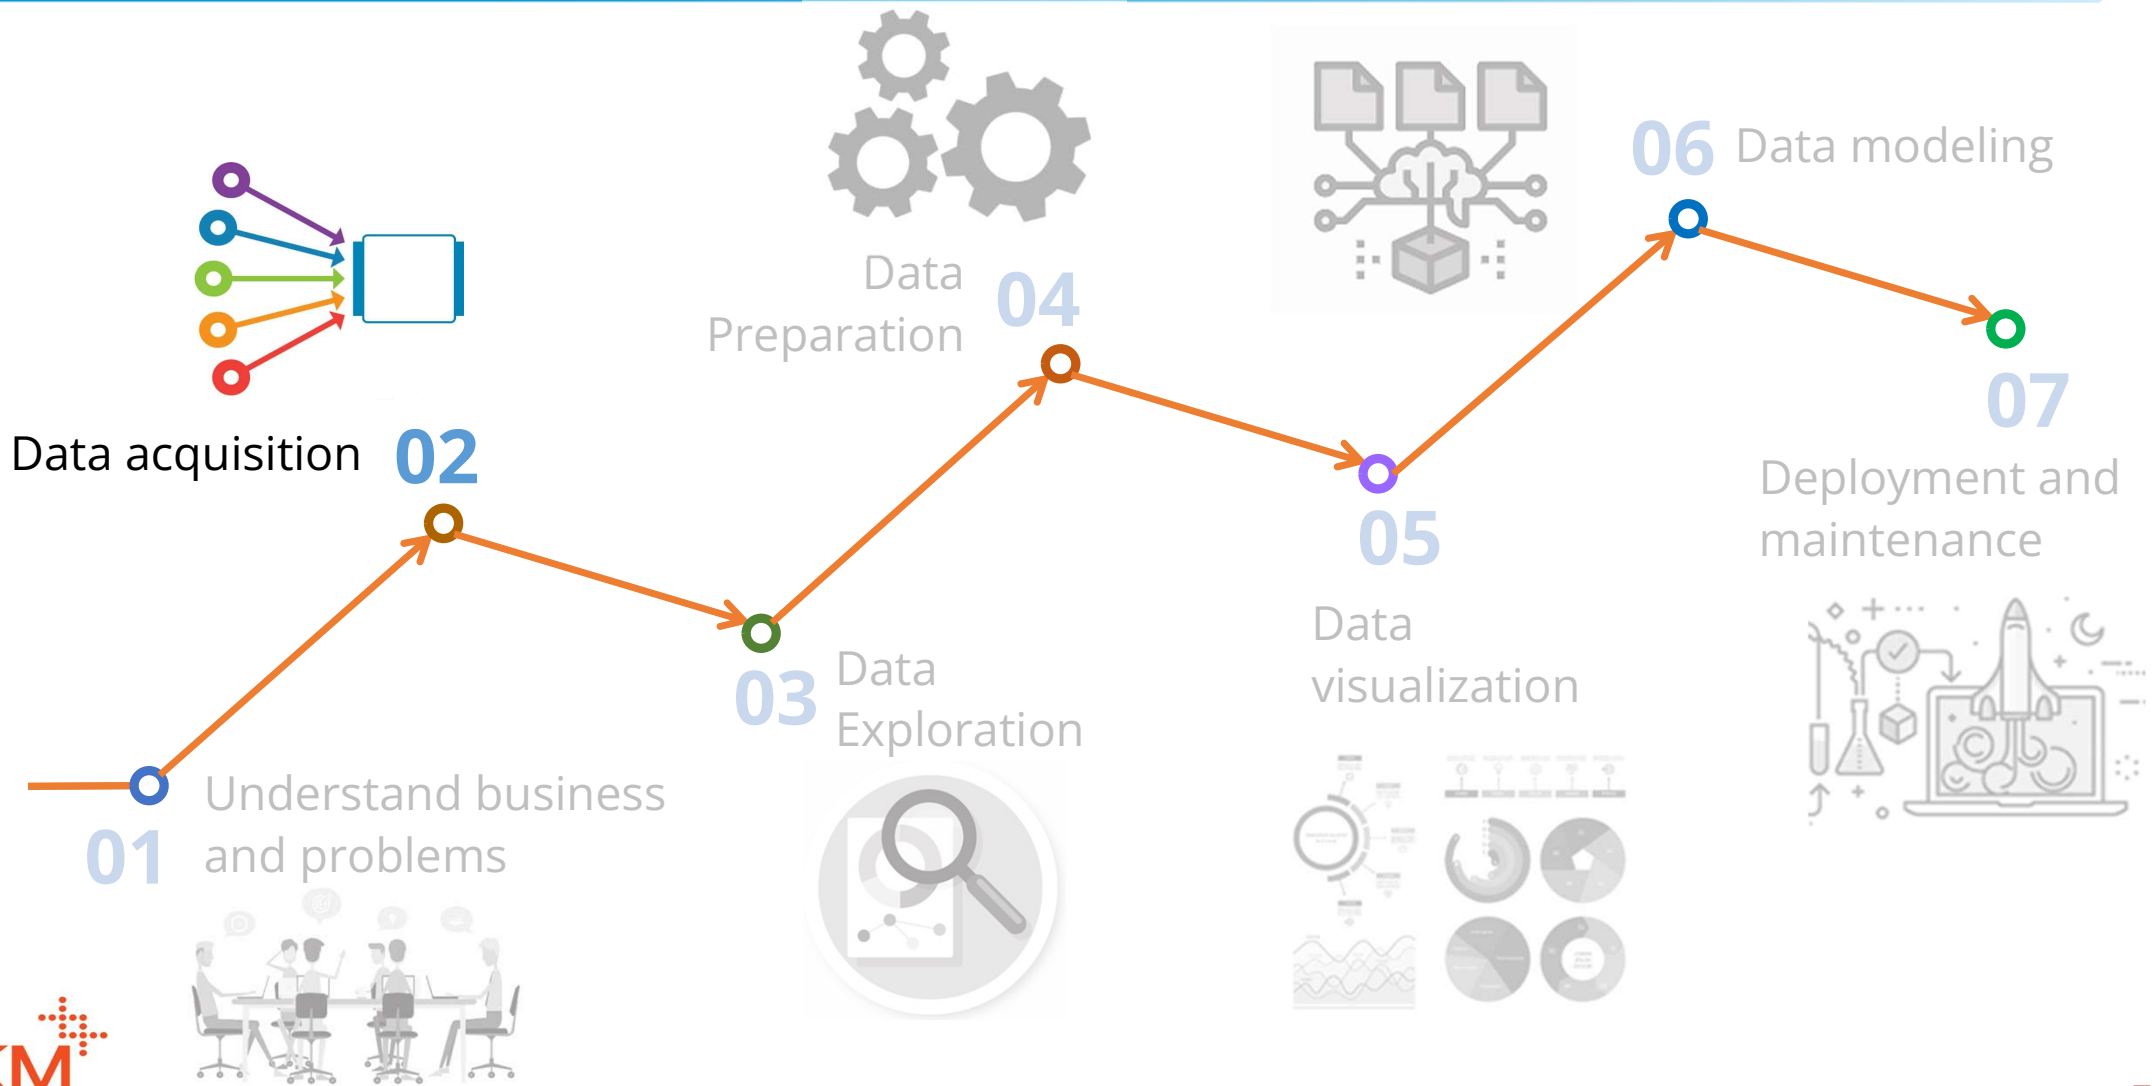 01
Understand business
and problems
Data acquisition 02
03
Data
Exploration
Data
Preparation
04
05
Data
visualization
06 Data modeling
07
Deployment and
maintenance
KM